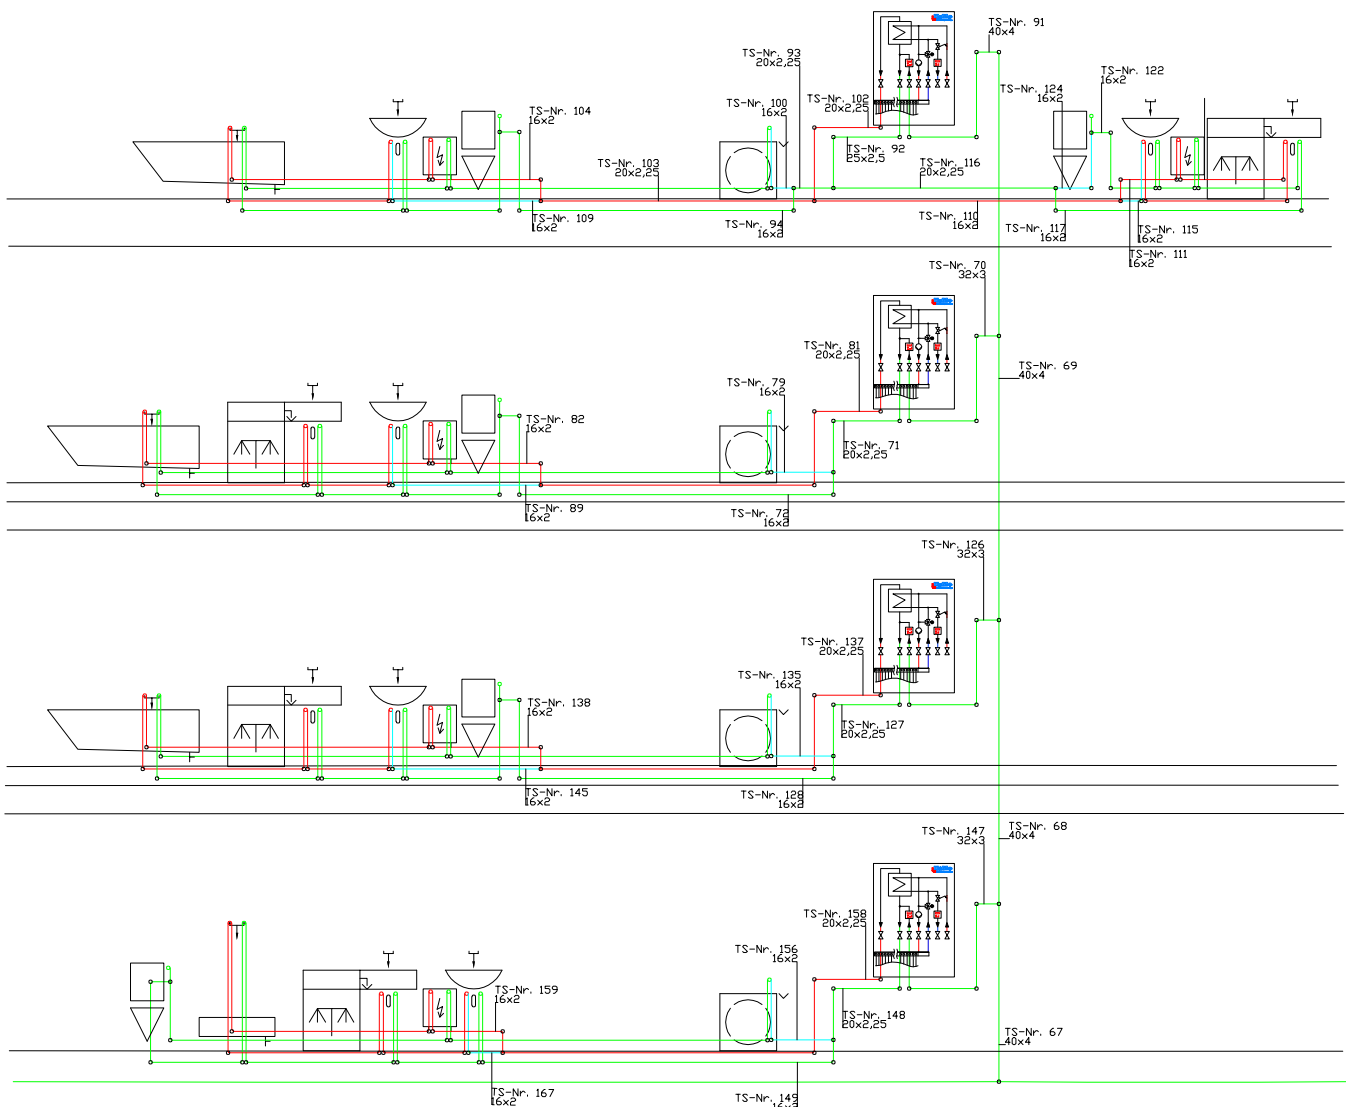 TS-Nr. 91
40x4
TS-Nr. 93
20x2,25
TS-Nr. 122
16x2
TS-Nr. 124
16x2
TS-Nr. 104
16x2
TS-Nr. 100
16x2
TS-Nr. 102
20x2,25
TS-Nr. 92
25x2,5
TS-Nr. 103
20x2,25
TS-Nr. 116
20x2,25
TS-Nr. 109
16x2
TS-Nr. 94
16x2
TS-Nr. 110
16x2
TS-Nr. 117
16x2
TS-Nr. 115
16x2
TS-Nr. 111
16x2
TS-Nr. 70
32x3
TS-Nr. 81
20x2,25
TS-Nr. 69
40x4
TS-Nr. 79
16x2
TS-Nr. 82
16x2
TS-Nr. 71
20x2,25
TS-Nr. 89
16x2
TS-Nr. 72
16x2
TS-Nr. 126
32x3
TS-Nr. 137
20x2,25
TS-Nr. 135
16x2
TS-Nr. 138
16x2
TS-Nr. 127
20x2,25
TS-Nr. 145
16x2
TS-Nr. 128
16x2
TS-Nr. 147
32x3
TS-Nr. 68
40x4
TS-Nr. 158
20x2,25
TS-Nr. 156
16x2
TS-Nr. 159
16x2
TS-Nr. 148
20x2,25
TS-Nr. 67
40x4
TS-Nr. 167
16x2
TS-Nr. 149
16x2